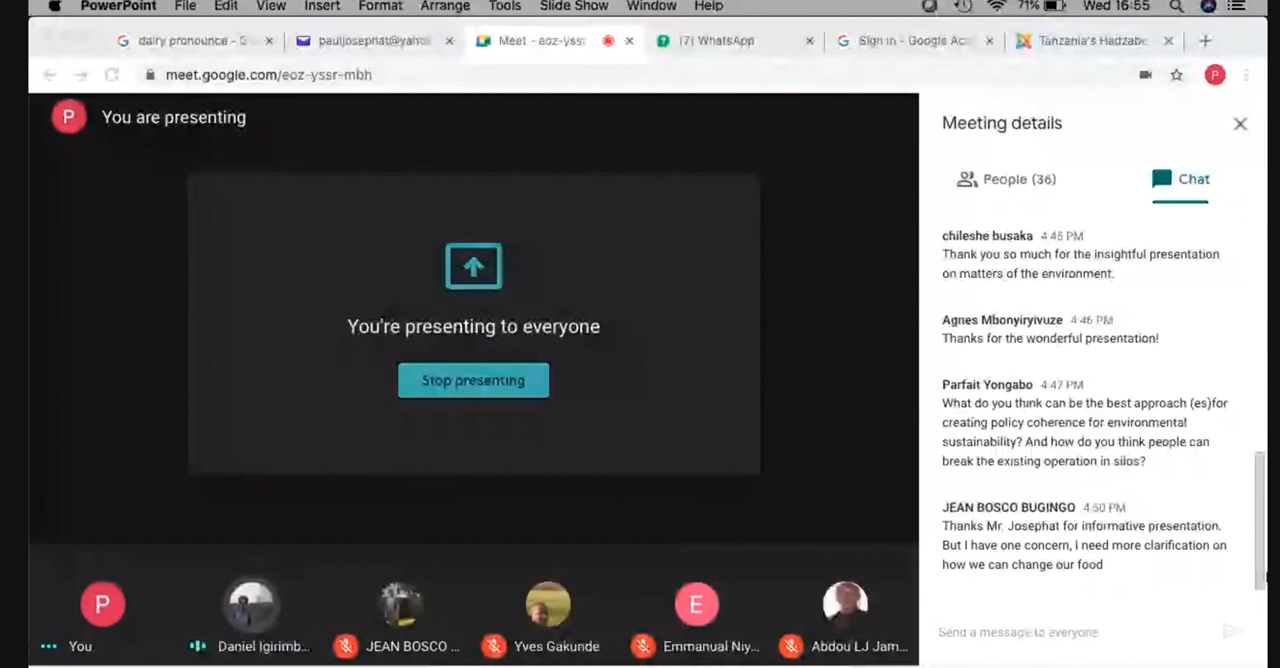 PowerPoint File Edit View Insert Format Arrange Tools Slide Show Window Help 71% Wed 16:55
dairy pronounce - G pauljosephat@yaho Meet - eoz-yss (7) WhatsApp Sign in - Google Acc Tanzania's Hadzabe
meet.google.com/eoz-yssr-mbh P
P You are presenting
You're presenting to everyone
Stop presenting
Meeting details
People (36) Chat
chileshe busaka 4:45 PM
Thank you so much for the insightful presentation
on matters of the environment.
Agnes Mbonyiryivuze 4:46 PM
Thanks for the wonderful presentation!
Parfait Yongabo 4:47 PM
What do you think can be the best approach (es)for
creating policy coherence for environmental
sustainability? And how do you think people can
break the existing operation in silos?
JEAN BOSCO BUGINGO 4:50 PM
Thanks Mr. Josephat for informative presentation.
But I have one concern, I need more clarification on
how we can change our food
Send a message to everyone
P E
You Daniel Igirimb... JEAN BOSCO ... Yves Gakunde Emmanual Niy... Abdou LJ Jam...